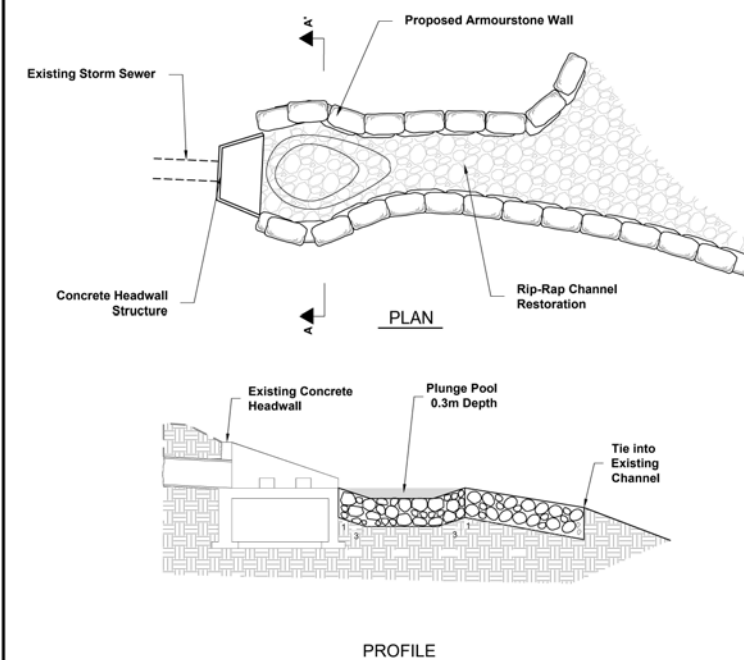 A'
Proposed Armourstone Wall
Existing Storm Sewer
Concrete Headwall
Structure
A
PLAN
Rip-Rap Channel
Restoration
Existing Concrete
Headwall
Plunge Pool
0.3m Depth
Tie into
Existing
Channel
1
3
3
1
PROFILE